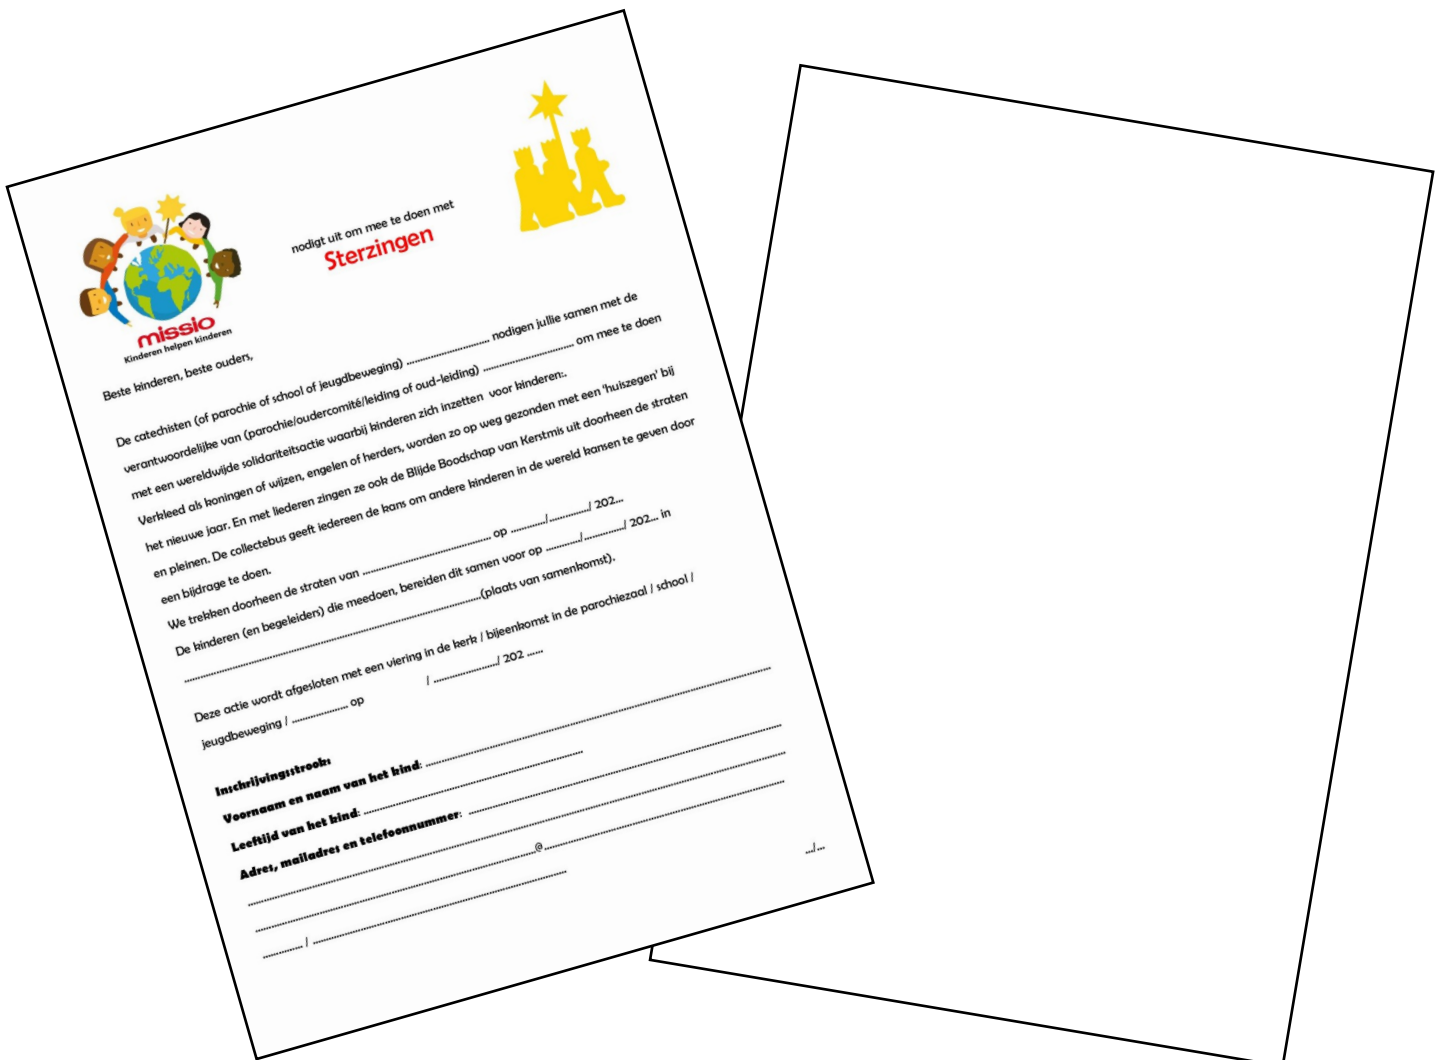 nodigt uit om mee te doen met
Sterzingen
missio
Kinderen helpen kinderen
Beste kinderen, beste ouders,
De catechisten (of parochie of school of jeugdbeweging) ............................ nodigen jullie samen met de
verantwoordelijke van (parochie/oudercomité/leiding of oud-leiding) ............................... om mee te doen
met een wereldwijde solidariteitsactie waarbij kinderen zich inzetten voor kinderen:.
Verkleed als koningen of wijzen, engelen of herders, worden zo op weg gezonden met een 'huiszegen' bij
het nieuwe jaar. En met liederen zingen ze ook de Blijde Boodschap van Kerstmis uit doorheen de straten
en pleinen. De collectebus geeft iedereen de kans om andere kinderen in de wereld kansen te geven door
een bijdrage te doen.
We trekken doorheen de straten van ............................................ op ............/............../ 202...
De kinderen (en begeleiders) die meedoen, bereiden dit samen voor op ............/............../ 202... in
......................................................................................................(plaats van samenkomst).
Deze actie wordt afgesloten met een viering in de kerk / bijeenkomst in de parochiezaal / school /
jeugdbeweging / ................... op / ....................../ 202 ......
Inschrijvingsstrook:
Voornaam en naam van het kind: ........................................................................................................................
Leeftijd van het kind: ...........................................................................
Adres, mailadres en telefoonnummer: ............................................................................................................
..............................................................................................................................................................................................
................................................................................................@...................................................................................
.............. / .......................................................................................
.../...